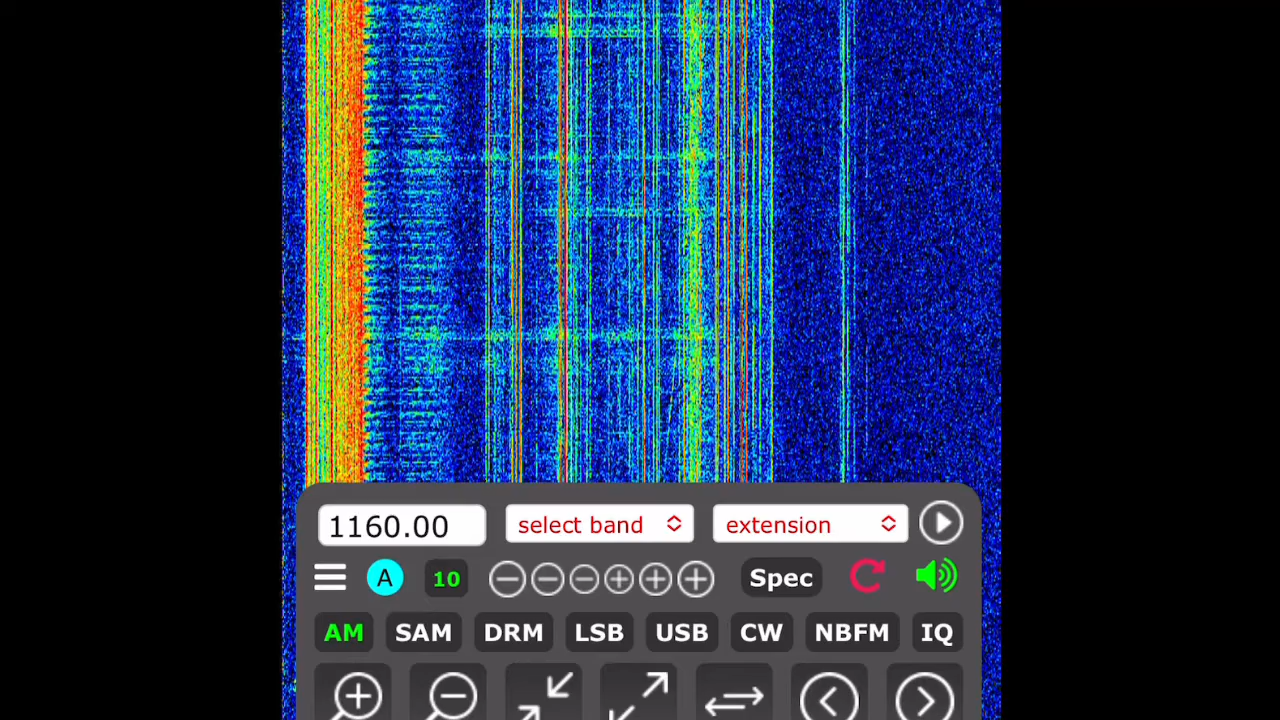 1160.00 select band extension
A 10 Spec
AM SAM DRM LSB USB CW NBFM IQ